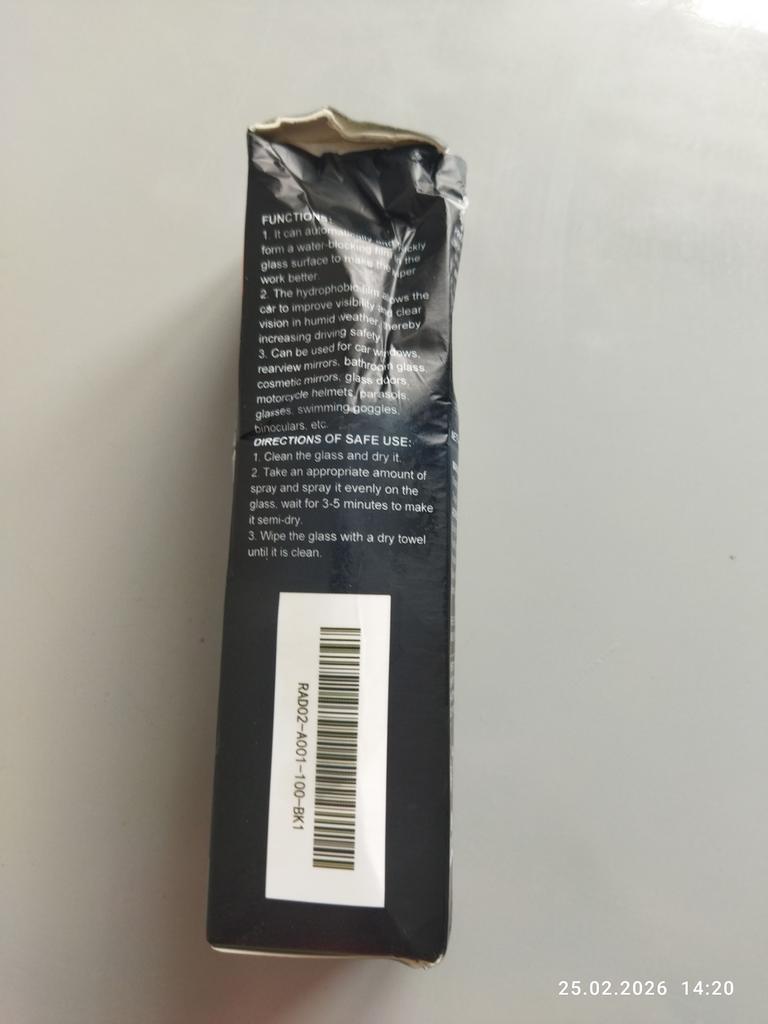 FUNCTIONS:
1. It can automatically and quickly
form a water-blocking film in the
glass surface to make the wiper
work better.
2. The hydrophobic film allows the
car to improve visibility and clear
vision in humid weather, thereby
increasing driving safety.
3. Can be used for car windows,
rearview mirrors, bathroom glass,
cosmetic mirrors, glass doors,
motorcycle helmets, parasols,
glasses, swimming goggles,
binoculars, etc.
DIRECTIONS OF SAFE USE:
1. Clean the glass and dry it.
2. Take an appropriate amount of
spray and spray it evenly on the
glass, wait for 3-5 minutes to make
it semi-dry.
3. Wipe the glass with a dry towel
until it is clean.
RAD02-A001-100-BK1
25.02.2026 14:20